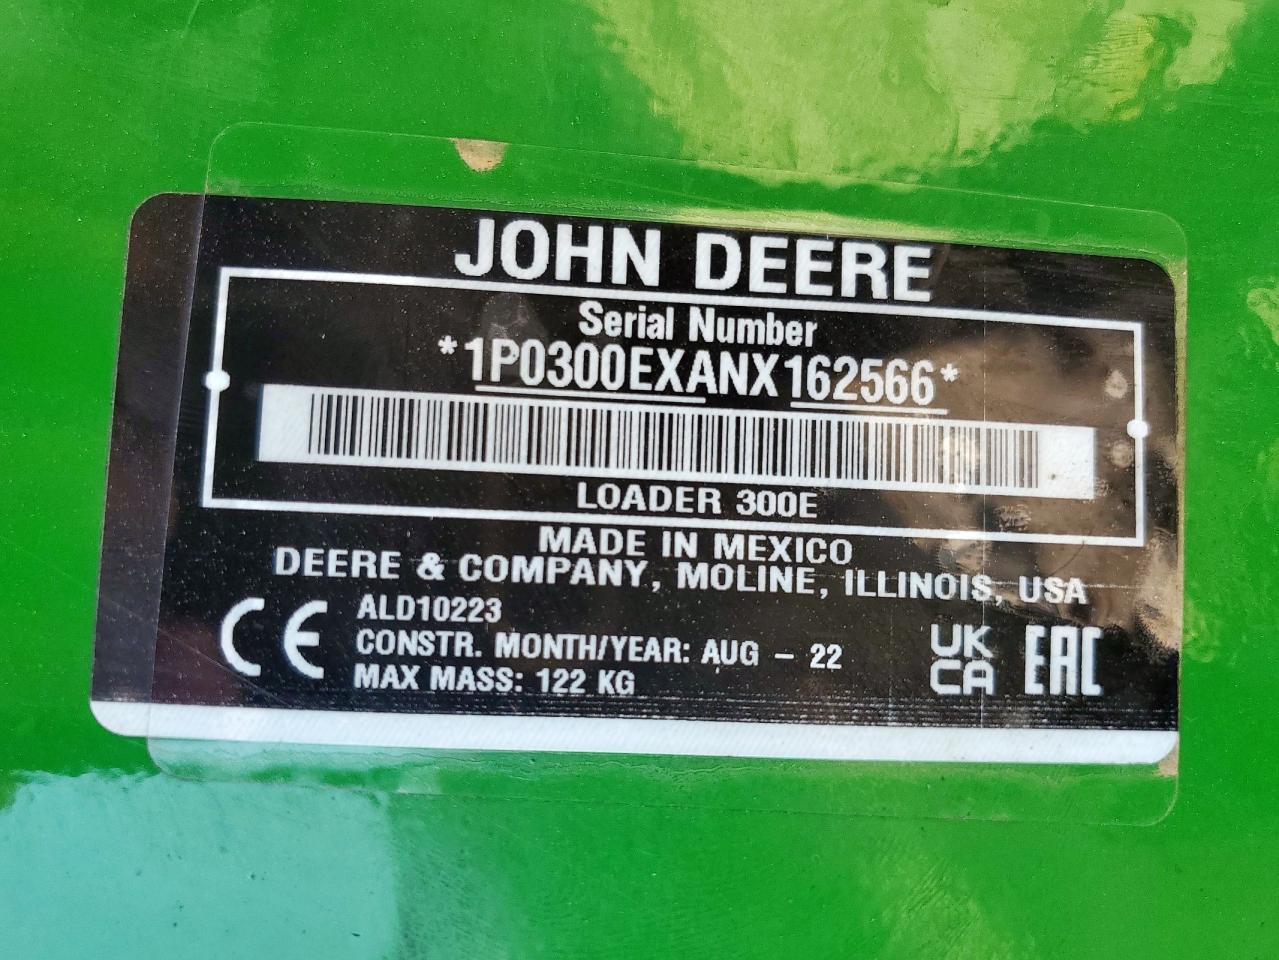 JOHN DEERE
Serial Number
*1P0300EXANX162566*
LOADER 300E
MADE IN MEXICO
DEERE & COMPANY, MOLINE, ILLINOIS, USA
ALD10223
CONSTR. MONTH/YEAR: AUG - 22
MAX MASS: 122 KG
CE
UK
CA
EAC